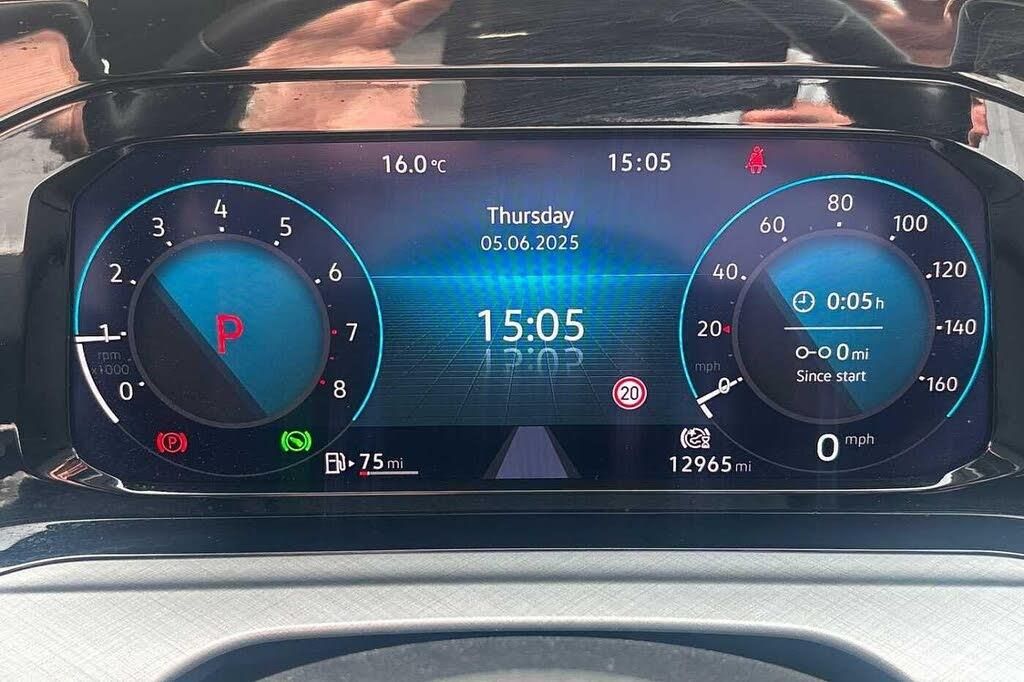 16.0°C
15:05
Thursday
05.06.2025
15:05
20
0
1
2
3
4
5
6
7
8
rpm
x1000
P
P
75 mi
0
20
40
60
80
100
120
140
160
mph
0:05 h
0 mi
Since start
0 mph
12965 mi